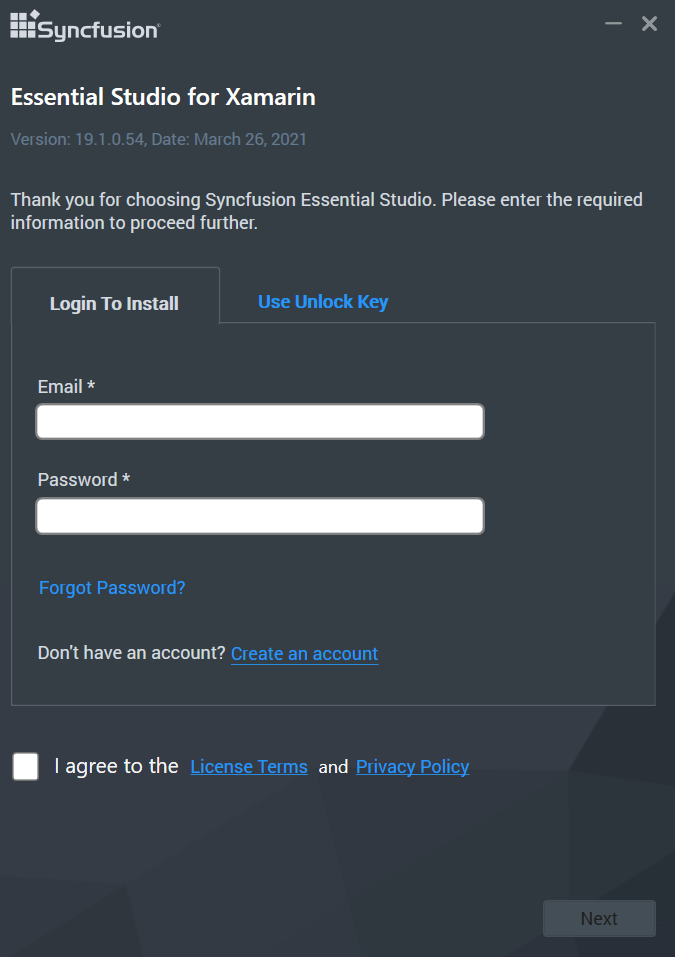 Syncfusion
Essential Studio for Xamarin
Version: 19.1.0.54, Date: March 26, 2021
Thank you for choosing Syncfusion Essential Studio. Please enter the required
information to proceed further.
Login To Install
Use Unlock Key
Email *
Password *
Forgot Password?
Don't have an account? Create an account
I agree to the License Terms and Privacy Policy
Next